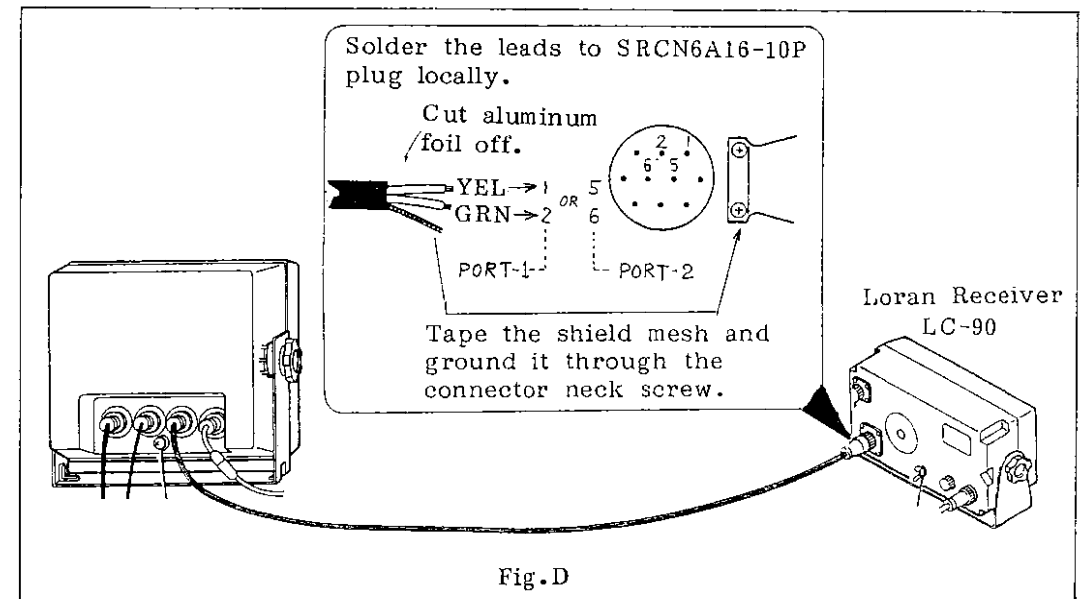 Solder the leads to SRCN6A16-10P
plug locally.
Cut aluminum
foil off.
YEL→1 OR 5
GRN→2 6
PORT-1 PORT-2
2 1
6 5
Tape the shield mesh and
ground it through the
connector neck screw.
Loran Receiver
LC-90
Fig.D